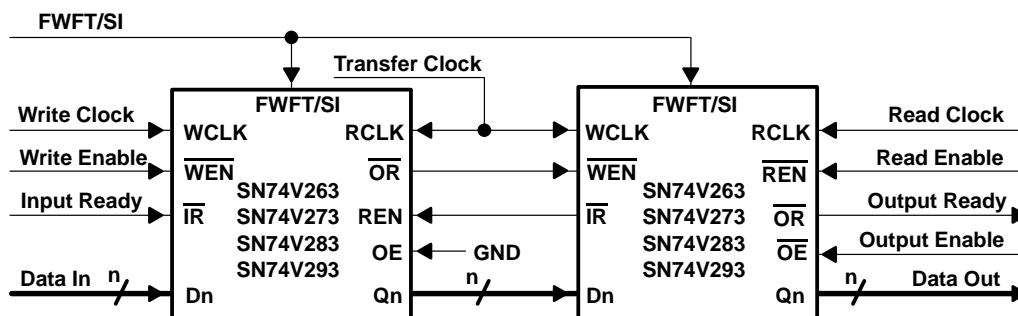 FWFT/SI
Transfer Clock
FWFT/SI FWFT/SI
Write Clock WCLK RCLK WCLK RCLK Read Clock
Write Enable WEN OR WEN REN Read Enable
SN74V263 SN74V263
Input Ready IR SN74V273 REN IR SN74V273 OR Output Ready
SN74V283 OE GND SN74V283 OE Output Enable
SN74V293 SN74V293
Data In n Dn Qn n Dn Qn n Data Out